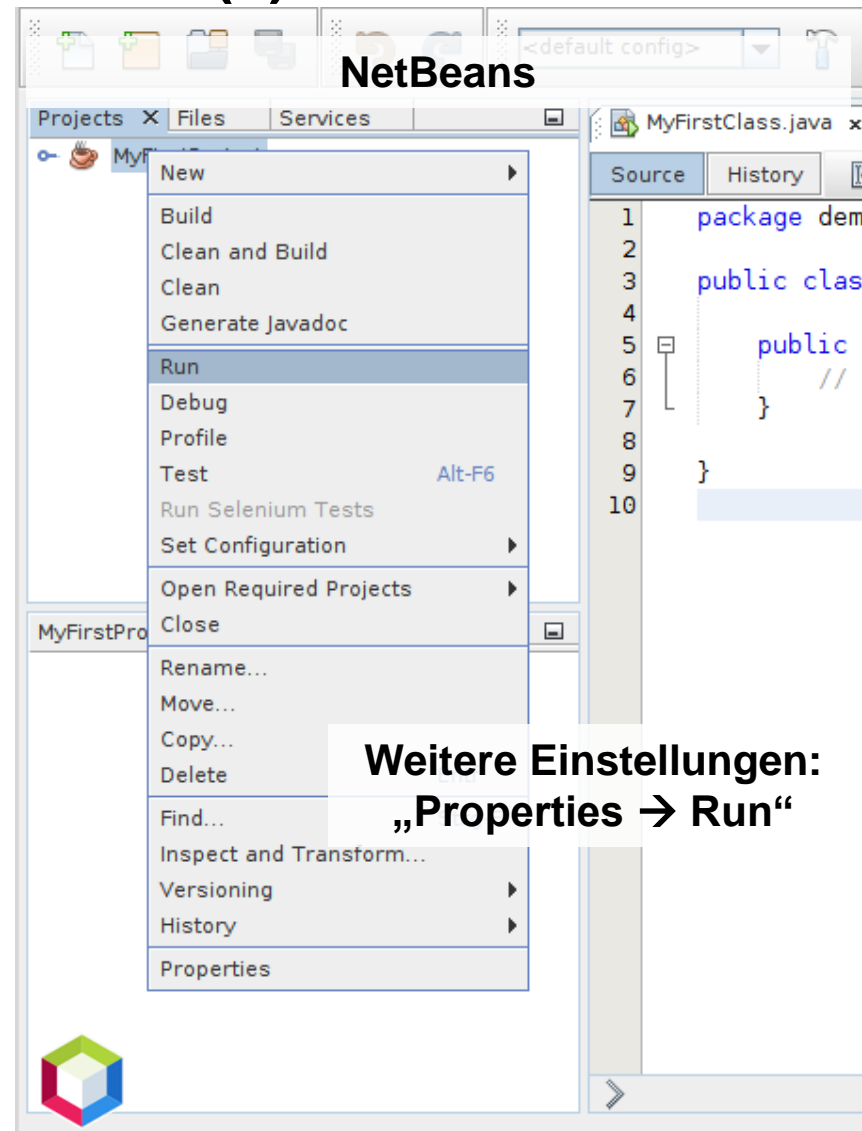 <default config>
NetBeans
Projects × Files Services
MyFirstClass.java ×
Source History
New
Build
Clean and Build
Clean
Generate Javadoc
Run
Debug
Profile
Test Alt-F6
Run Selenium Tests
Set Configuration
Open Required Projects
Close
Rename...
Move...
Copy...
Delete
Find...
Inspect and Transform...
Versioning
History
Properties
MyFirstPro
1 package dem
2
3 public clas
4
5 public
6 //
7 }
8
9 }
10
Weitere Einstellungen:
„Properties → Run“